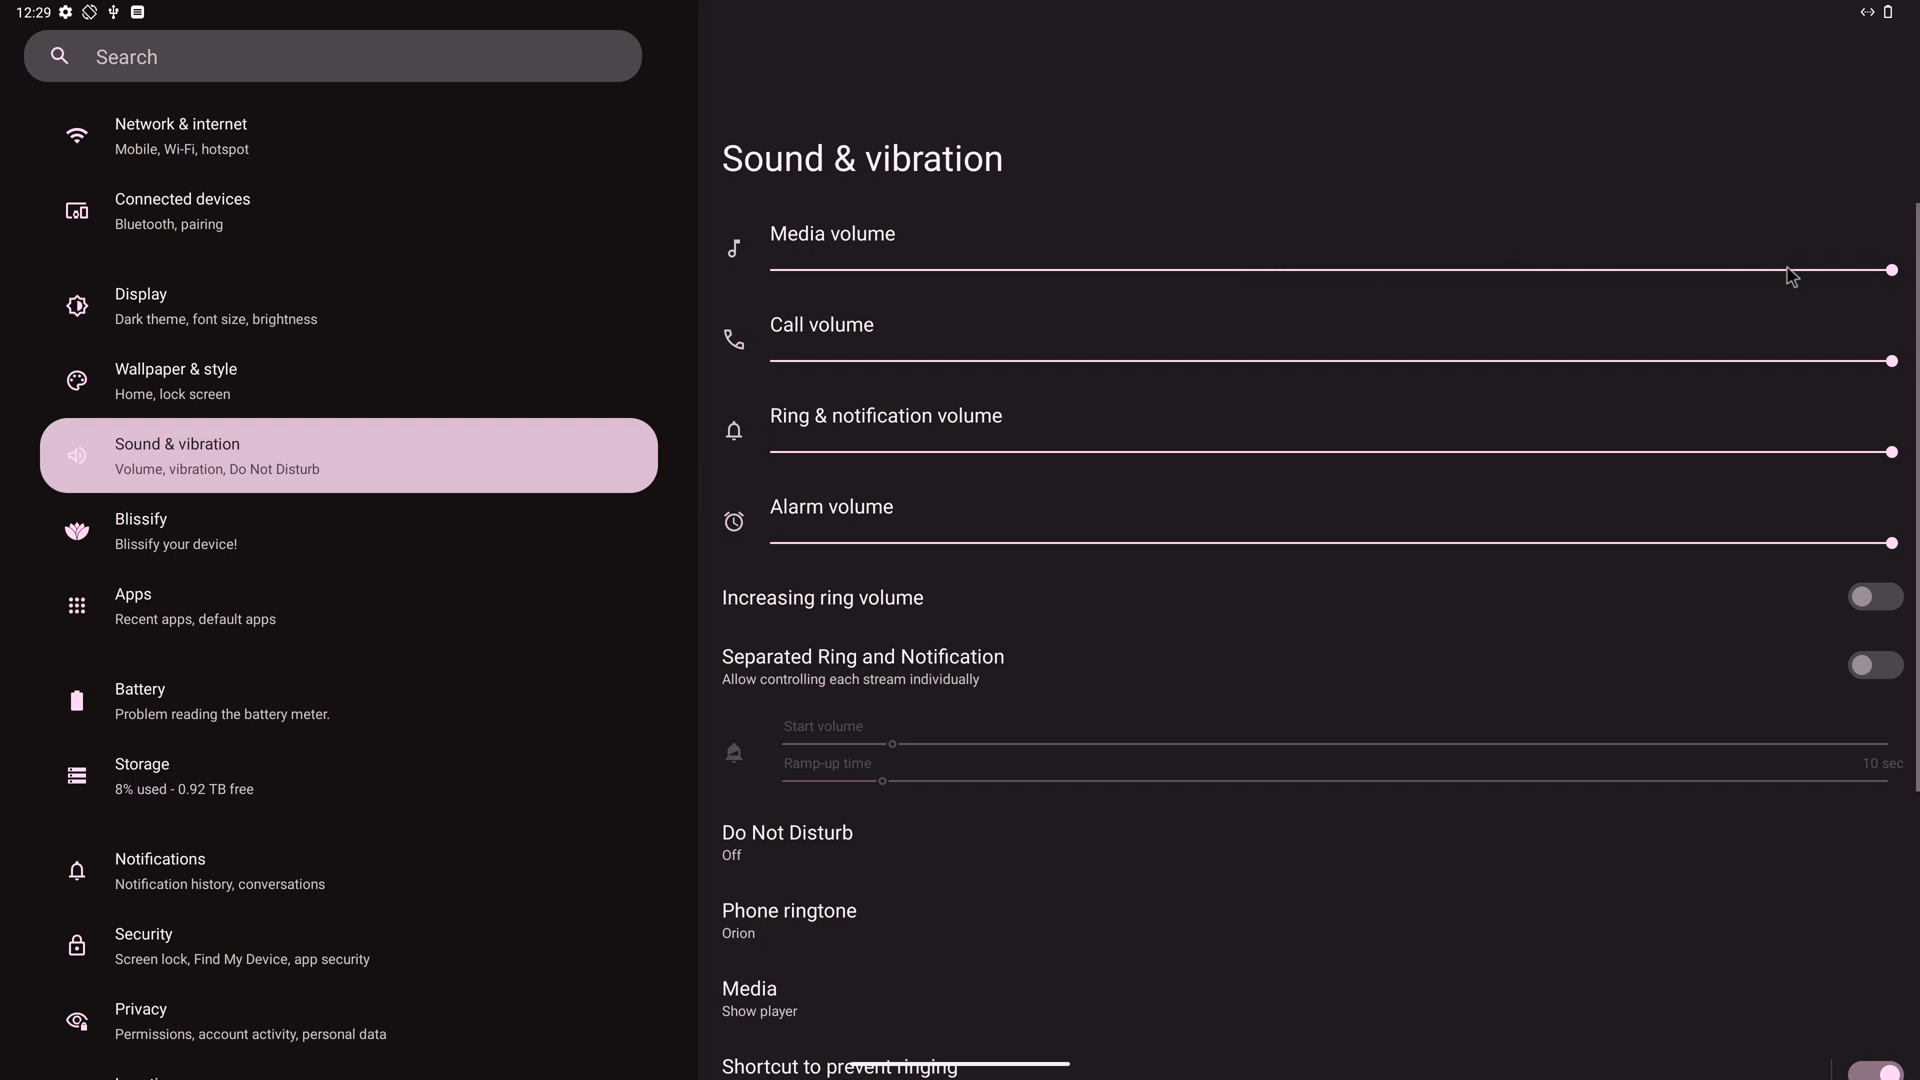 12:29
Search
Network & internet
Mobile, Wi-Fi, hotspot
Connected devices
Bluetooth, pairing
Display
Dark theme, font size, brightness
Wallpaper & style
Home, lock screen
Sound & vibration
Volume, vibration, Do Not Disturb
Blissify
Blissify your device!
Apps
Recent apps, default apps
Battery
Problem reading the battery meter.
Storage
8% used - 0.92 TB free
Notifications
Notification history, conversations
Security
Screen lock, Find My Device, app security
Privacy
Permissions, account activity, personal data
Sound & vibration
Media volume
Call volume
Ring & notification volume
Alarm volume
Increasing ring volume
Separated Ring and Notification
Allow controlling each stream individually
Start volume
Ramp-up time
10 sec
Do Not Disturb
Off
Phone ringtone
Orion
Media
Show player
Shortcut to prevent ringing